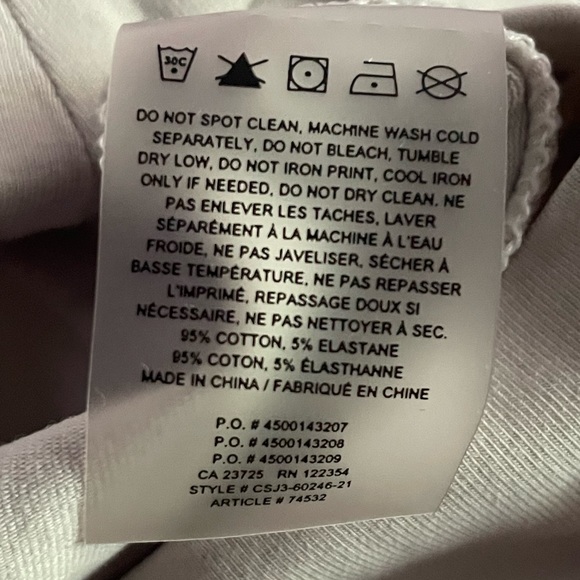 30C
DO NOT SPOT CLEAN, MACHINE WASH COLD
SEPARATELY, DO NOT BLEACH, TUMBLE
DRY LOW, DO NOT IRON PRINT, COOL IRON
ONLY IF NEEDED, DO NOT DRY CLEAN. NE
PAS ENLEVER LES TACHES, LAVER
SÉPARÉMENT À LA MACHINE À L'EAU
FROIDE, NE PAS JAVELISER, SÉCHER À
BASSE TEMPÉRATURE, NE PAS REPASSER
L'IMPRIMÉ, REPASSAGE DOUX SI
NÉCESSAIRE, NE PAS NETTOYER À SEC.
95% COTTON, 5% ELASTANE
95% COTON, 5% ÉLASTHANNE
MADE IN CHINA / FABRIQUÉ EN CHINE
P.O. # 4500143207
P.O. # 4500143208
P.O. # 4500143209
CA 23725 RN 122354
STYLE # CSJ3-60246-21
ARTICLE # 74532